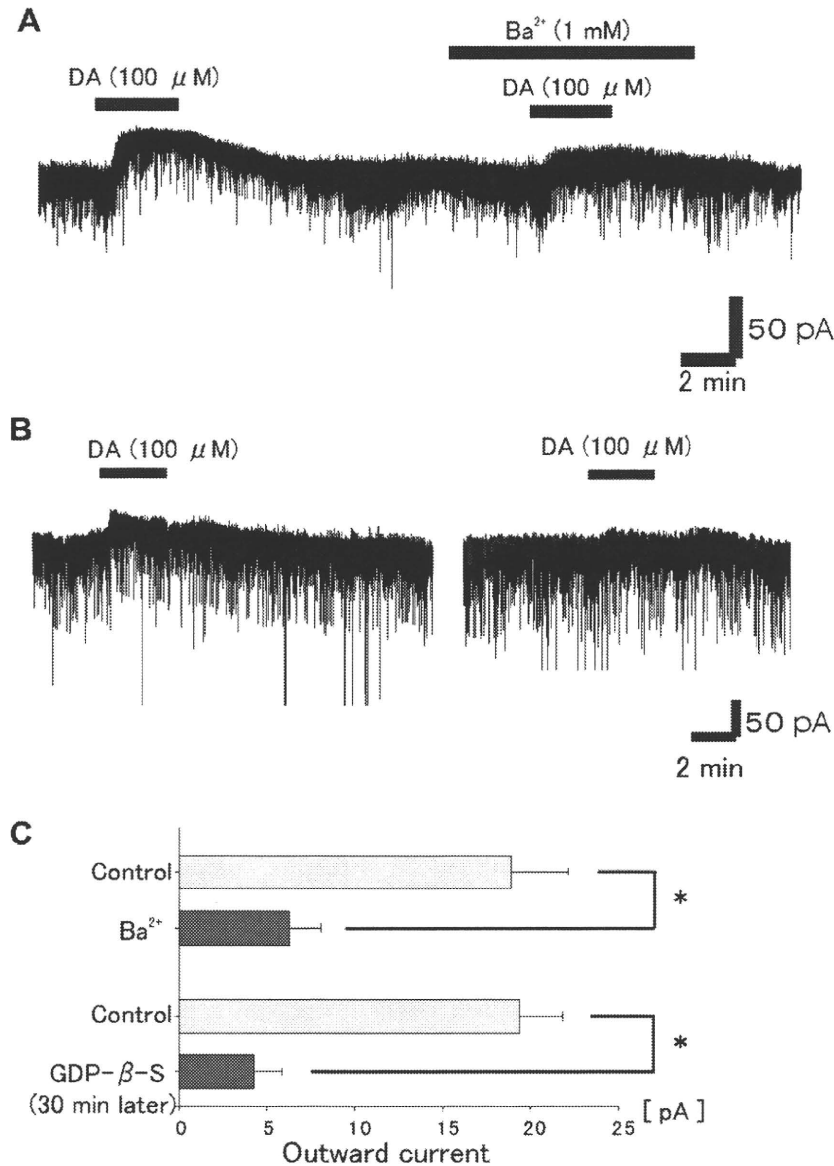 A
Ba²⁺ (1 mM)
DA (100 μM)
DA (100 μM)
50 pA
2 min
B
DA (100 μM)
DA (100 μM)
50 pA
2 min
C
Control
Ba²⁺
*
Control
GDP-β-S
(30 min later)
*
0 5 10 15 20 25 [pA]
Outward current